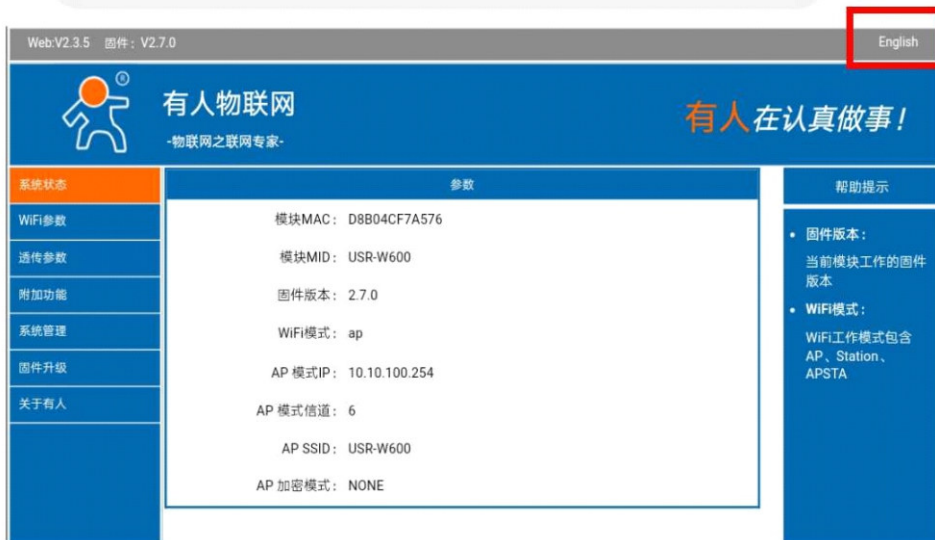 Web:V2.3.5 固件：V2.7.0
English
®
有人物联网
-物联网之联网专家-
有人在认真做事！
系统状态
WiFi参数
透传参数
附加功能
系统管理
固件升级
关于有人
参数
模块MAC： D8B04CF7A576
模块MID： USR-W600
固件版本： 2.7.0
WiFi模式： ap
AP 模式IP： 10.10.100.254
AP 模式信道： 6
AP SSID： USR-W600
AP 加密模式： NONE
帮助提示
• 固件版本：
当前模块工作的固件
版本
• WiFi模式：
WiFi工作模式包含
AP、Station、
APSTA